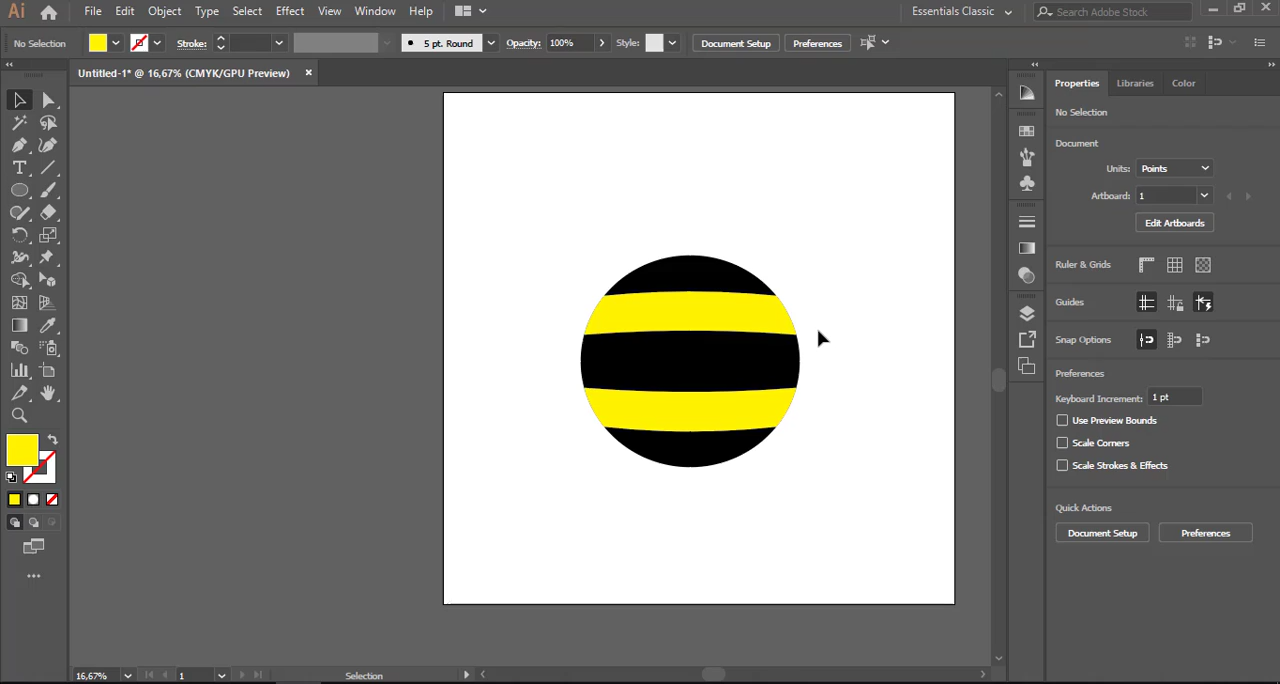 Ai File Edit Object Type Select Effect View Window Help Essentials Classic Search Adobe Stock
No Selection Stroke: 5 pt. Round Opacity: 100% Style: Document Setup Preferences
Untitled-1* @ 16,67% (CMYK/GPU Preview) ×
Properties Libraries Color
No Selection
Document
Units: Points
Artboard: 1
Edit Artboards
Ruler & Grids
Guides
Snap Options
Preferences
Keyboard Increment: 1 pt
Use Preview Bounds
Scale Corners
Scale Strokes & Effects
Quick Actions
Document Setup Preferences
16,67% 1 Selection